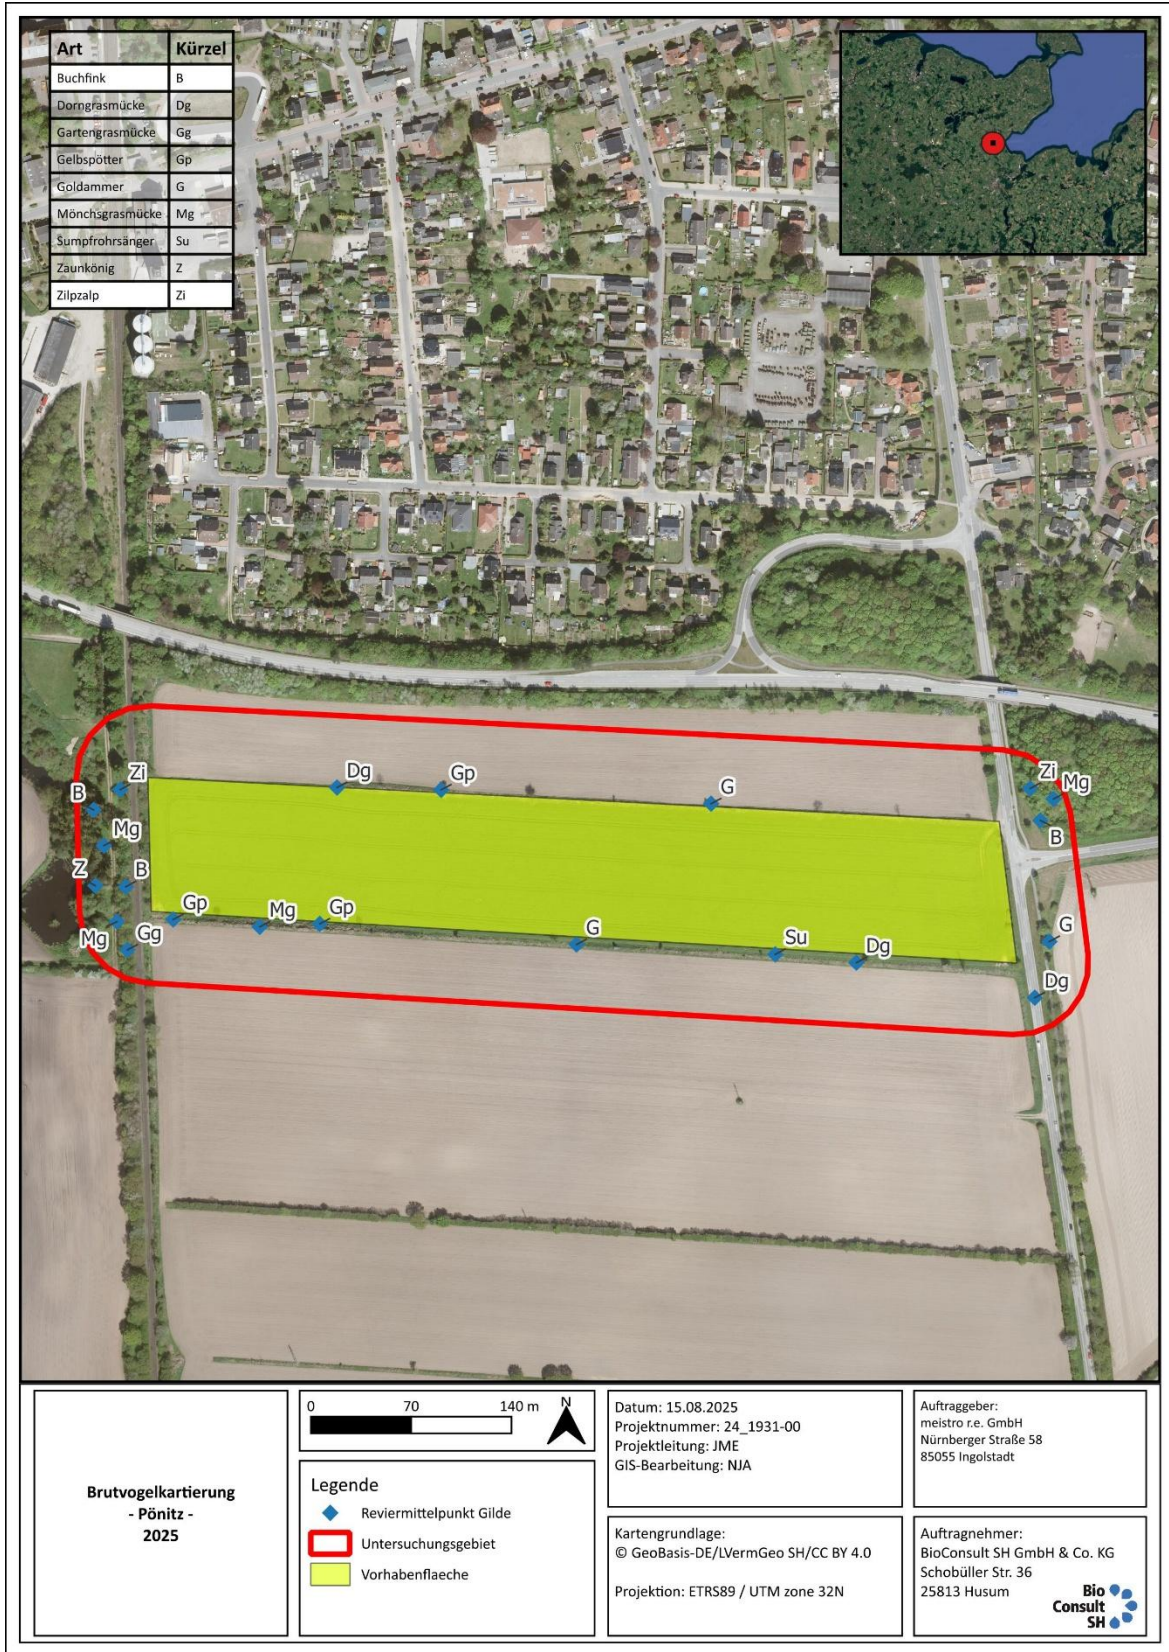 Art Kürzel
Buchfink B
Dorngrasmücke Dg
Gartengrasmücke Gg
Gelbspötter Gp
Goldammer G
Mönchsgrasmücke Mg
Sumpfrohrsänger Su
Zaunkönig Z
Zilpzalp Zi
Zi
Dg
Gp
G
Zi
Mg
B
B
Mg
Z
B
Gp
Mg
Gp
G
Su
Dg
G
Mg
Gg
Dg
Brutvogelkartierung
- Pönitz -
2025
0 70 140 m
N
Legende
Reviermittelpunkt Gilde
Untersuchungsgebiet
Vorhabenflaeche
Datum: 15.08.2025
Projektnummer: 24_1931-00
Projektleitung: JME
GIS-Bearbeitung: NJA
Kartengrundlage:
© GeoBasis-DE/LVermGeo SH/CC BY 4.0
Projektion: ETRS89 / UTM zone 32N
Auftraggeber:
meistro r.e. GmbH
Nürnberger Straße 58
85055 Ingolstadt
Auftragnehmer:
BioConsult SH GmbH & Co. KG
Schobüller Str. 36
25813 Husum
Bio
Consult
SH